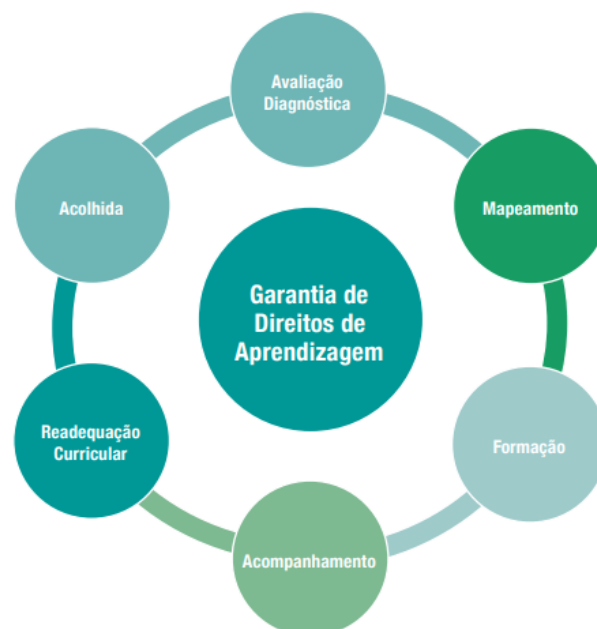 Avaliação
Diagnóstica
Mapeamento
Formação
Acompanhamento
Readequação
Curricular
Acolhida
Garantia de
Direitos de
Aprendizagem